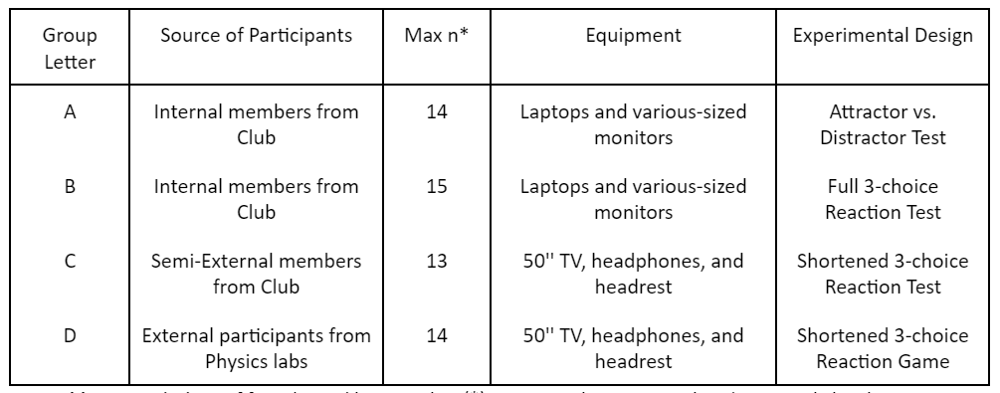 Group Letter | Source of Participants | Max n* | Equipment | Experimental Design
A | Internal members from Club | 14 | Laptops and various-sized monitors | Attractor vs. Distractor Test
B | Internal members from Club | 15 | Laptops and various-sized monitors | Full 3-choice Reaction Test
C | Semi-External members from Club | 13 | 50" TV, headphones, and headrest | Shortened 3-choice Reaction Test
D | External participants from Physics labs | 14 | 50" TV, headphones, and headrest | Shortened 3-choice Reaction Game